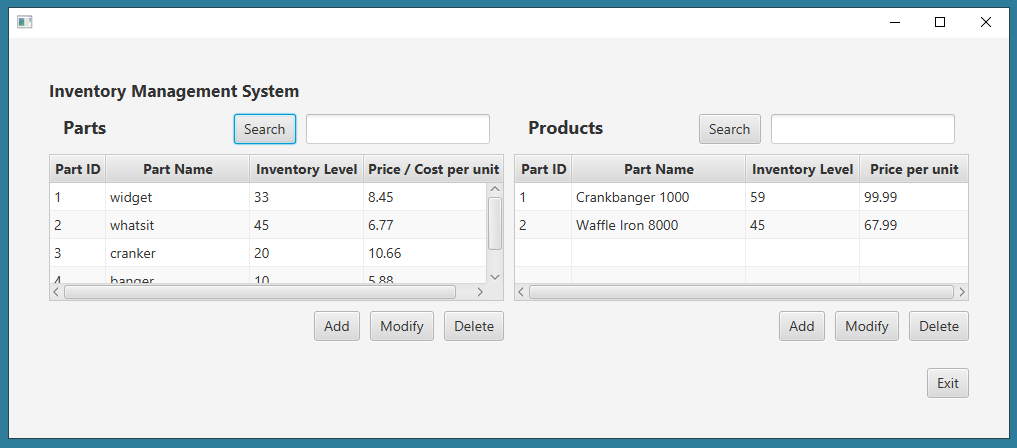 Inventory Management System
Parts Search
Products Search
Part ID Part Name Inventory Level Price / Cost per unit
1 widget 33 8.45
2 whatsit 45 6.77
3 cranker 20 10.66
4 banger 10 5.88
Part ID Part Name Inventory Level Price per unit
1 Crankbanger 1000 59 99.99
2 Waffle Iron 8000 45 67.99
Add Modify Delete
Add Modify Delete
Exit